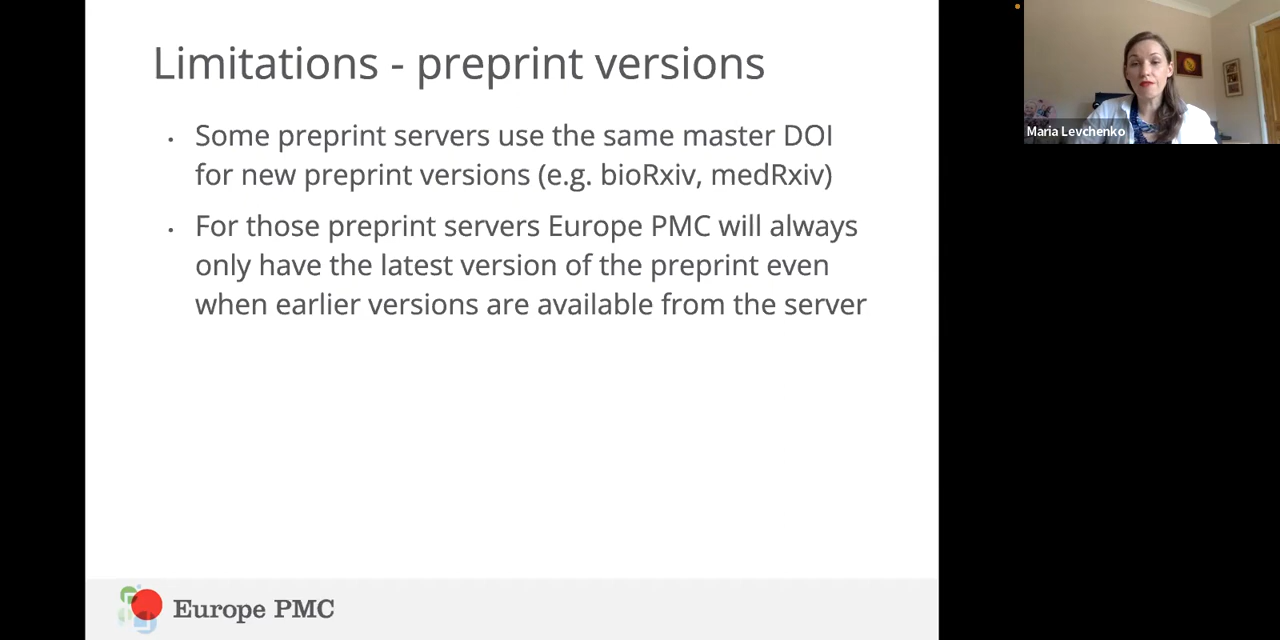 Limitations - preprint versions
• Some preprint servers use the same master DOI
for new preprint versions (e.g. bioRxiv, medRxiv)
• For those preprint servers Europe PMC will always
only have the latest version of the preprint even
when earlier versions are available from the server
Europe PMC
Maria Levchenko